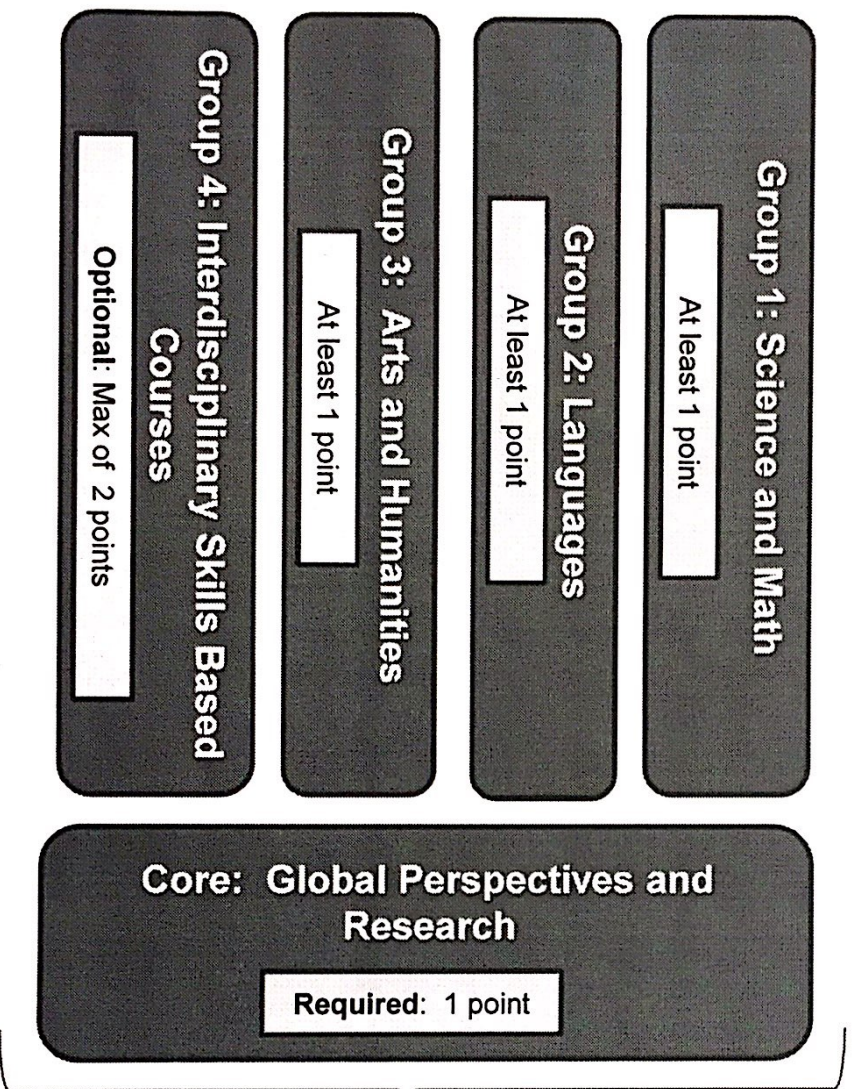 Group 1: Science and Math
At least 1 point
Group 2: Languages
At least 1 point
Group 3: Arts and Humanities
At least 1 point
Group 4: Interdisciplinary Skills Based
Courses
Optional: Max of 2 points
Core: Global Perspectives and
Research
Required: 1 point